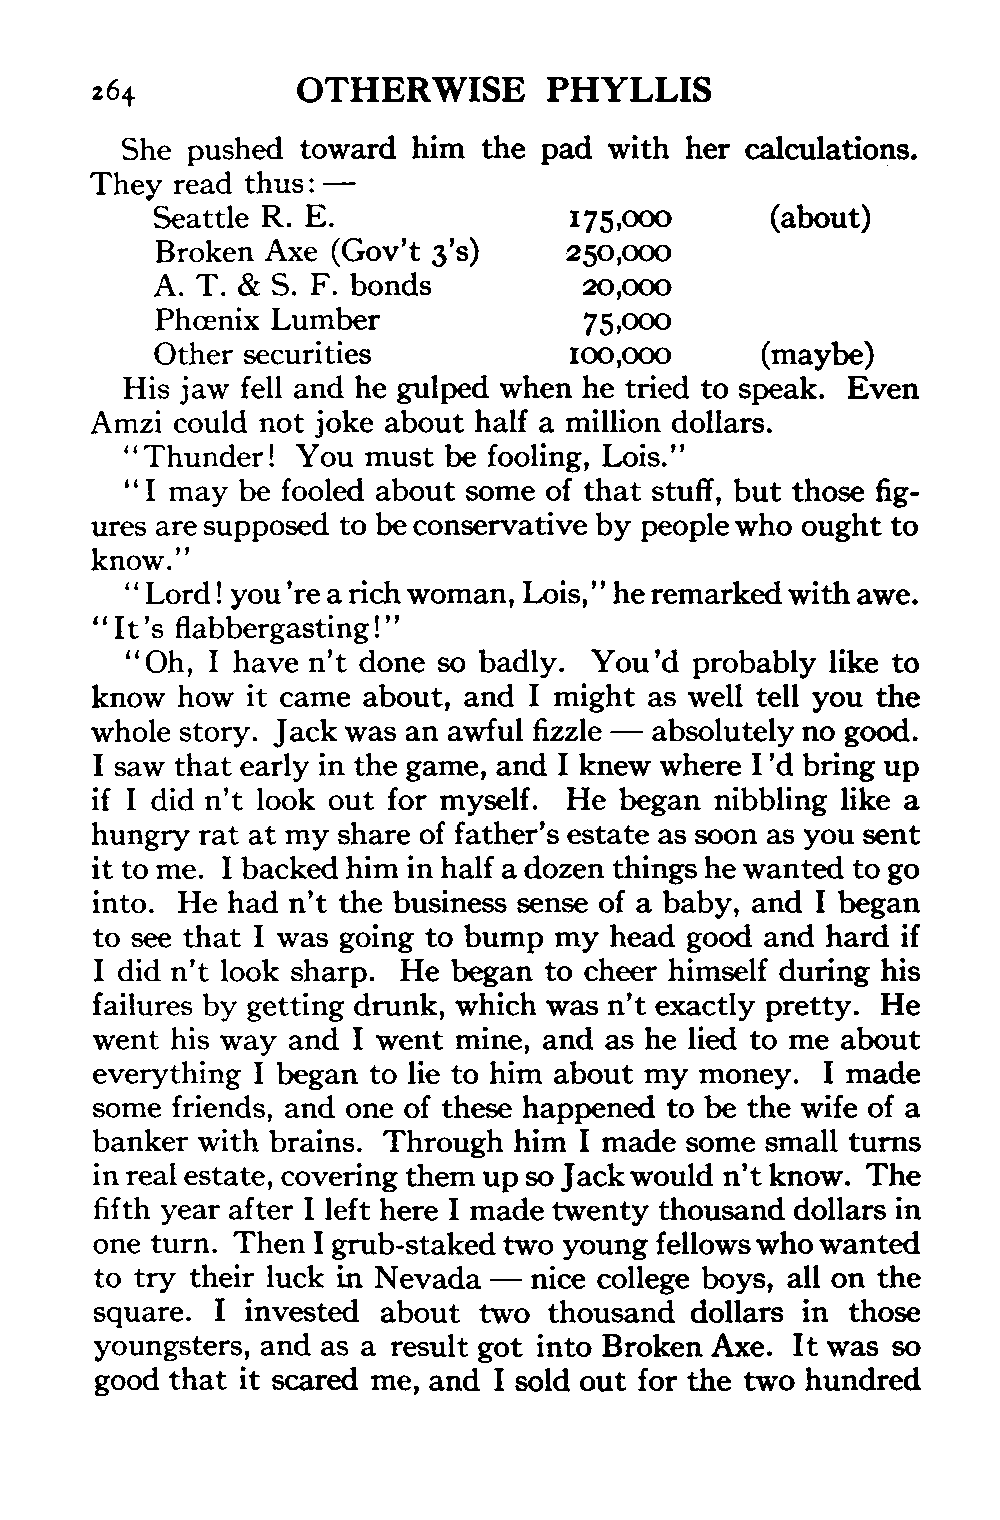 264 OTHERWISE PHYLLIS
She pushed toward him the pad with her calculations.
They read thus: —
Seattle R. E. 175,000 (about)
Broken Axe (Gov't 3's) 250,000
A. T. & S. F. bonds 20,000
Phœnix Lumber 75,000
Other securities 100,000 (maybe)
His jaw fell and he gulped when he tried to speak. Even
Amzi could not joke about half a million dollars.
"Thunder! You must be fooling, Lois."
"I may be fooled about some of that stuff, but those fig-
ures are supposed to be conservative by people who ought to
know."
"Lord! you're a rich woman, Lois," he remarked with awe.
"It's flabbergasting!"
"Oh, I have n't done so badly. You'd probably like to
know how it came about, and I might as well tell you the
whole story. Jack was an awful fizzle — absolutely no good.
I saw that early in the game, and I knew where I'd bring up
if I did n't look out for myself. He began nibbling like a
hungry rat at my share of father's estate as soon as you sent
it to me. I backed him in half a dozen things he wanted to go
into. He had n't the business sense of a baby, and I began
to see that I was going to bump my head good and hard if
I did n't look sharp. He began to cheer himself during his
failures by getting drunk, which was n't exactly pretty. He
went his way and I went mine, and as he lied to me about
everything I began to lie to him about my money. I made
some friends, and one of these happened to be the wife of a
banker with brains. Through him I made some small turns
in real estate, covering them up so Jack would n't know. The
fifth year after I left here I made twenty thousand dollars in
one turn. Then I grub-staked two young fellows who wanted
to try their luck in Nevada — nice college boys, all on the
square. I invested about two thousand dollars in those
youngsters, and as a result got into Broken Axe. It was so
good that it scared me, and I sold out for the two hundred